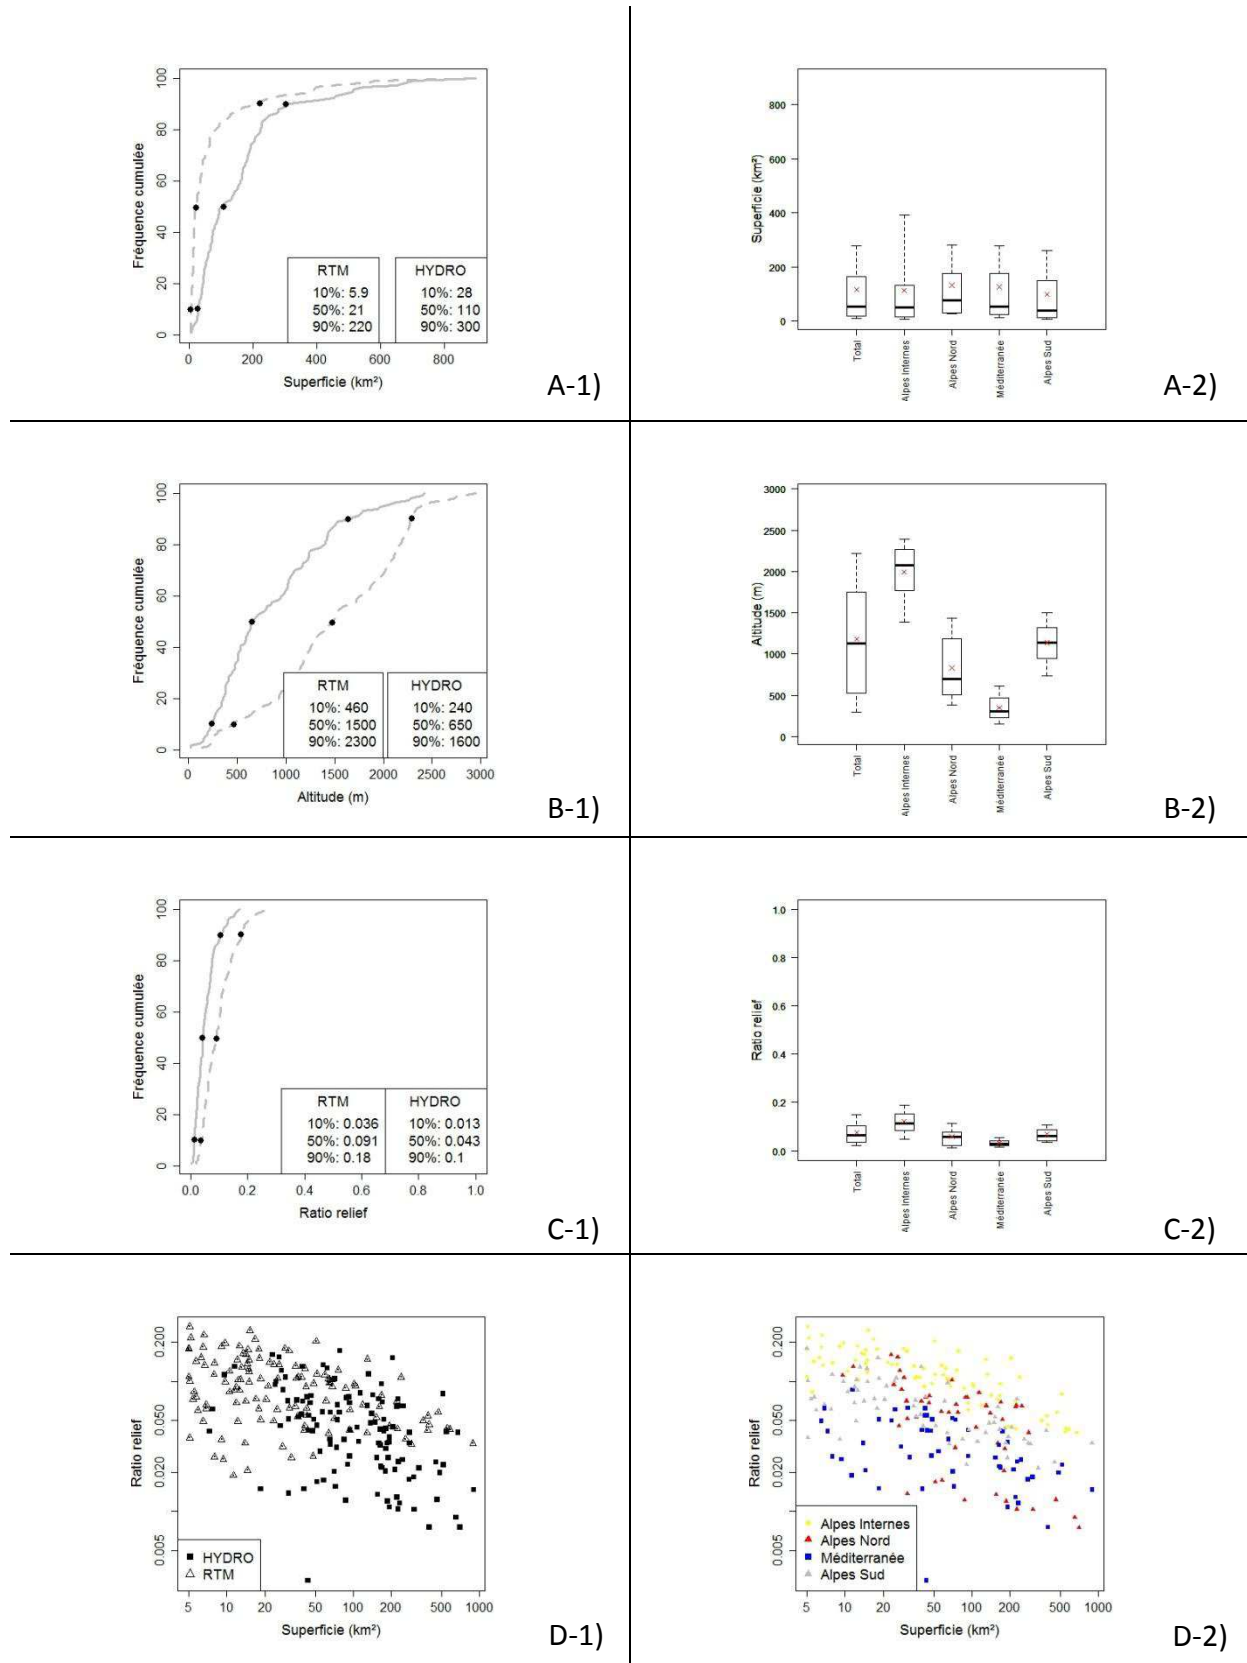 Fréquence cumulée
0 20 40 60 80 100
RTM
10%: 5.9
50%: 21
90%: 220
HYDRO
10%: 28
50%: 110
90%: 300
0 200 400 600 800
Superficie (km²)
A-1)
Superficie (km²)
800
600
400
200
0
Total
Alpes Internes
Alpes Nord
Méditerranée
Alpes Sud
A-2)
Fréquence cumulée
0 20 40 60 80 100
RTM
10%: 460
50%: 1500
90%: 2300
HYDRO
10%: 240
50%: 650
90%: 1600
0 500 1000 1500 2000 2500 3000
Altitude (m)
B-1)
Altitude (m)
3000
2500
2000
1500
1000
500
0
Total
Alpes Internes
Alpes Nord
Méditerranée
Alpes Sud
B-2)
Fréquence cumulée
0 20 40 60 80 100
RTM
10%: 0.036
50%: 0.091
90%: 0.18
HYDRO
10%: 0.013
50%: 0.043
90%: 0.1
0.0 0.2 0.4 0.6 0.8 1.0
Ratio relief
C-1)
Ratio relief
1.0
0.8
0.6
0.4
0.2
0.0
Total
Alpes Internes
Alpes Nord
Méditerranée
Alpes Sud
C-2)
Ratio relief
0.005 0.020 0.050 0.200
HYDRO
RTM
5 10 20 50 100 200 500 1000
Superficie (km²)
D-1)
Ratio relief
0.005 0.020 0.050 0.200
Alpes Internes
Alpes Nord
Méditerranée
Alpes Sud
5 10 20 50 100 200 500 1000
Superficie (km²)
D-2)